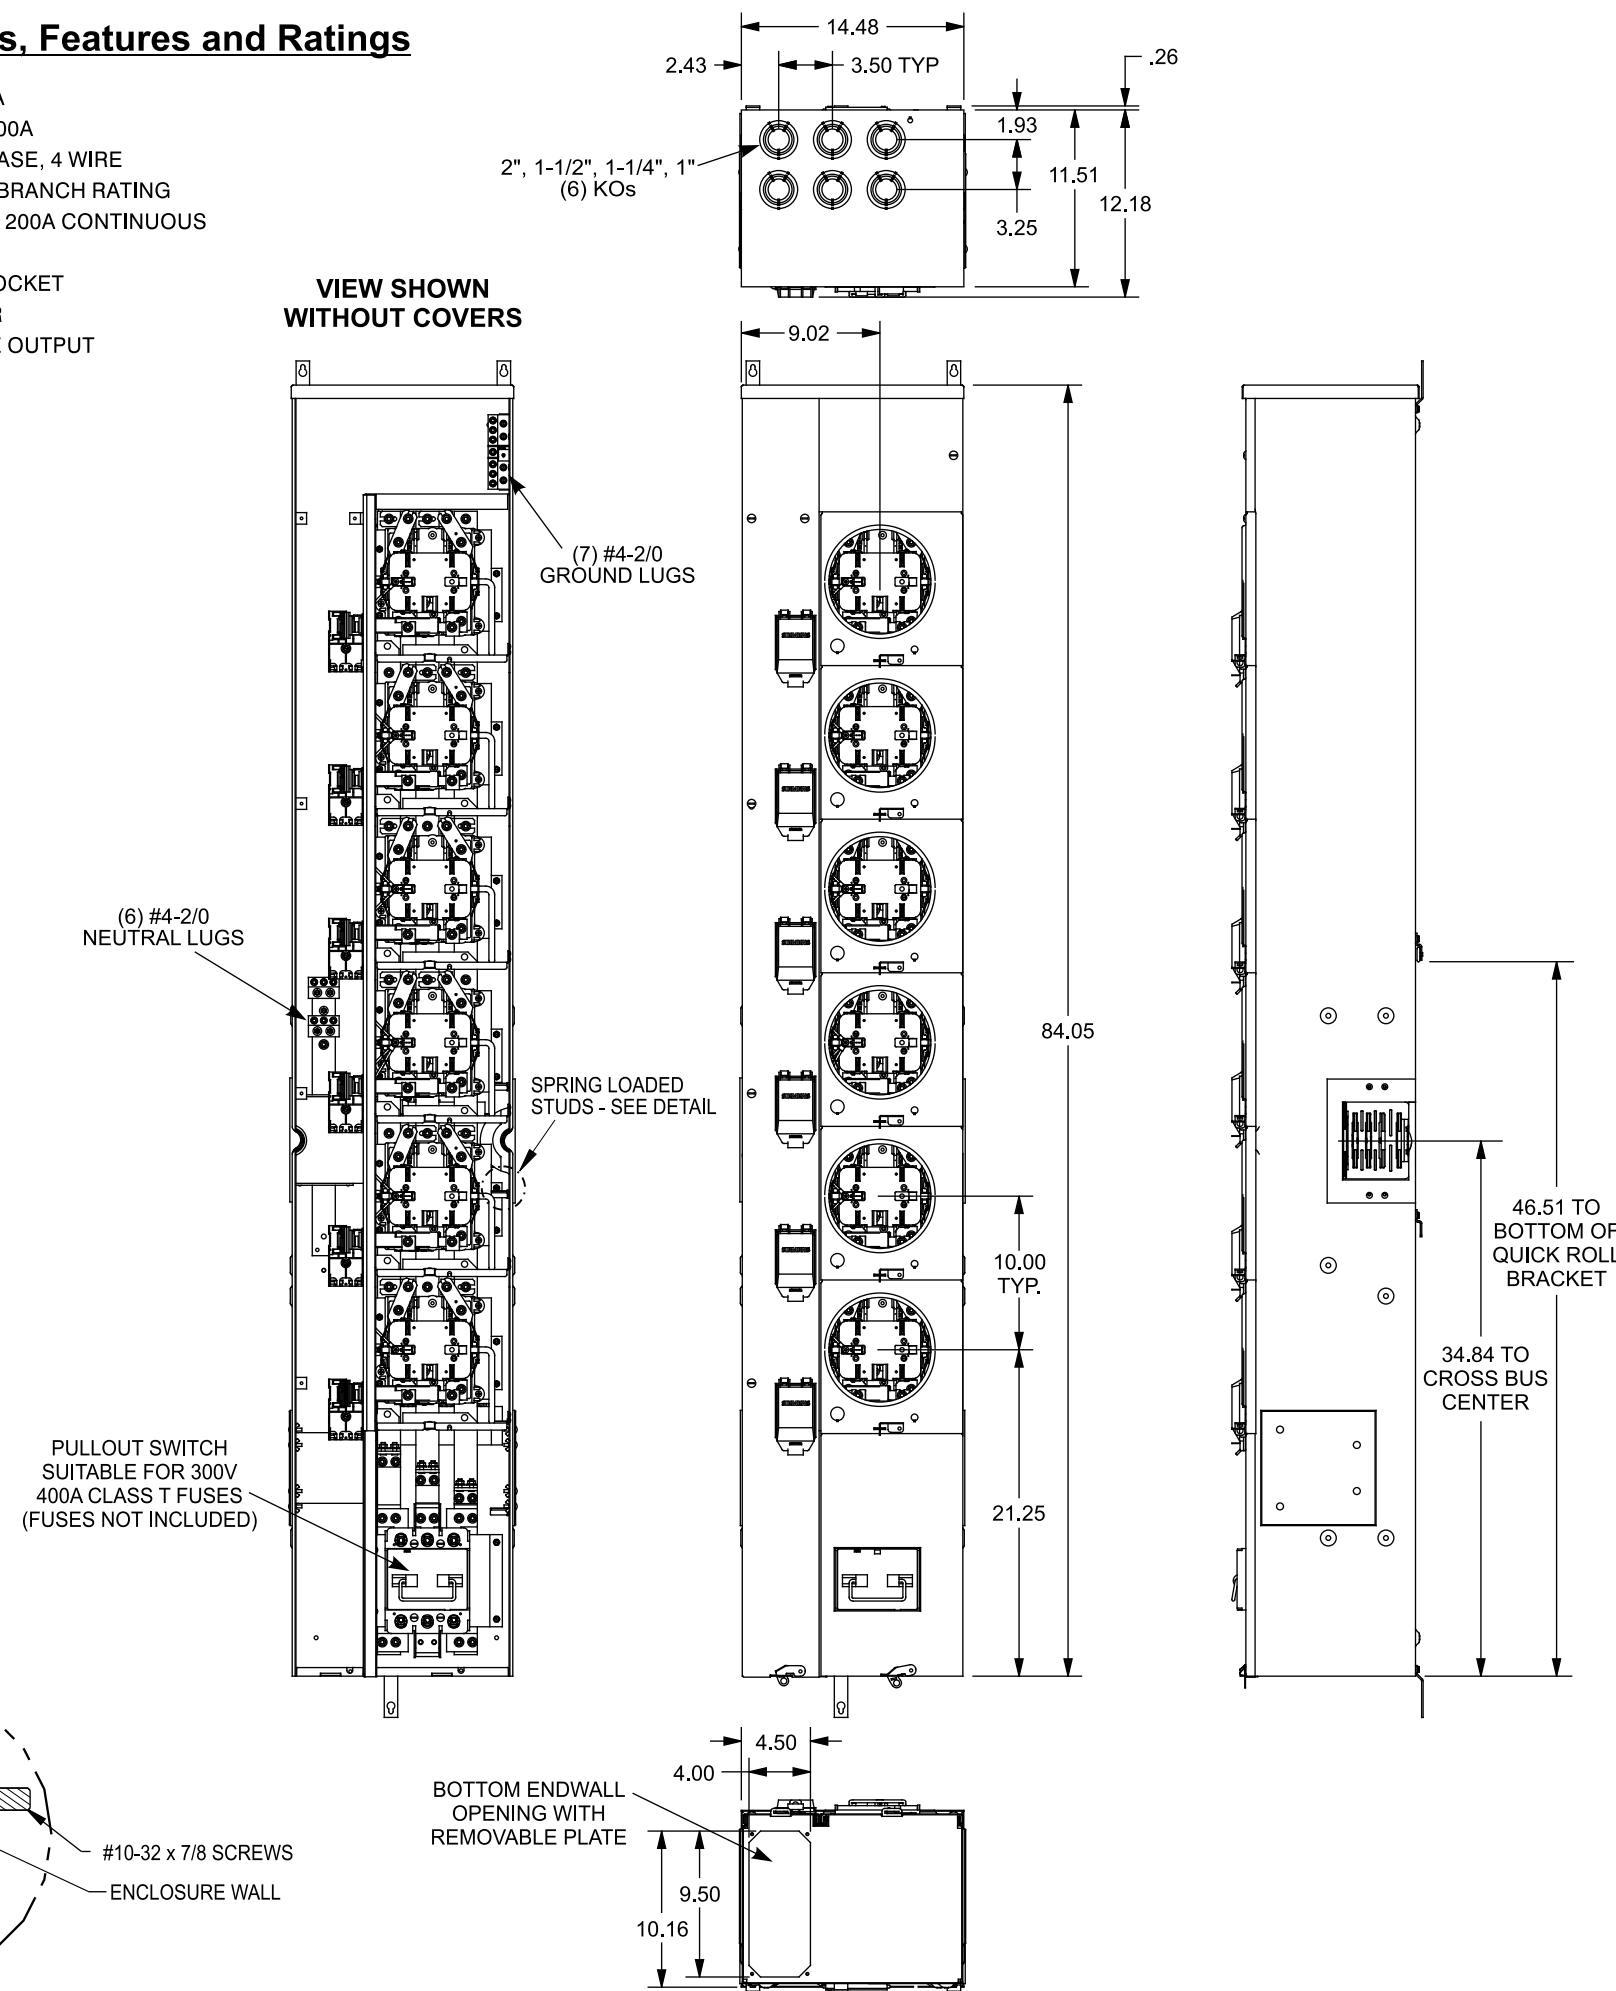 s, Features and Ratings
A
00A
ASE, 4 WIRE
BRANCH RATING
200A CONTINUOUS
OCKET
R
E OUTPUT
14.48
2.43
3.50 TYP
.26
1.93
11.51
12.18
3.25
2", 1-1/2", 1-1/4", 1"
(6) KOs
VIEW SHOWN
WITHOUT COVERS
9.02
(7) #4-2/0
GROUND LUGS
(6) #4-2/0
NEUTRAL LUGS
84.05
SPRING LOADED
STUDS - SEE DETAIL
10.00
TYP.
46.51 TO
BOTTOM OF
QUICK ROLL
BRACKET
34.84 TO
CROSS BUS
CENTER
PULLOUT SWITCH
SUITABLE FOR 300V
400A CLASS T FUSES
(FUSES NOT INCLUDED)
21.25
4.50
4.00
BOTTOM ENDWALL
OPENING WITH
REMOVABLE PLATE
#10-32 x 7/8 SCREWS
ENCLOSURE WALL
9.50
10.16